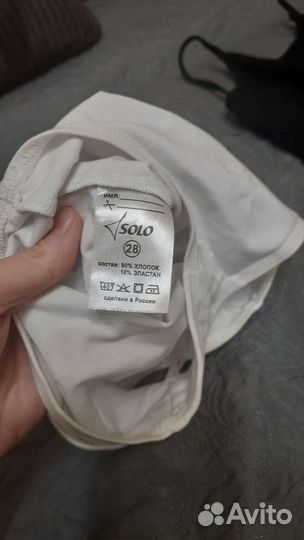 ИМЯ:
SOLO
28
состав: 90% ХЛОПОК
10% ЭЛАСТАН
40°
сделано в России
Avito